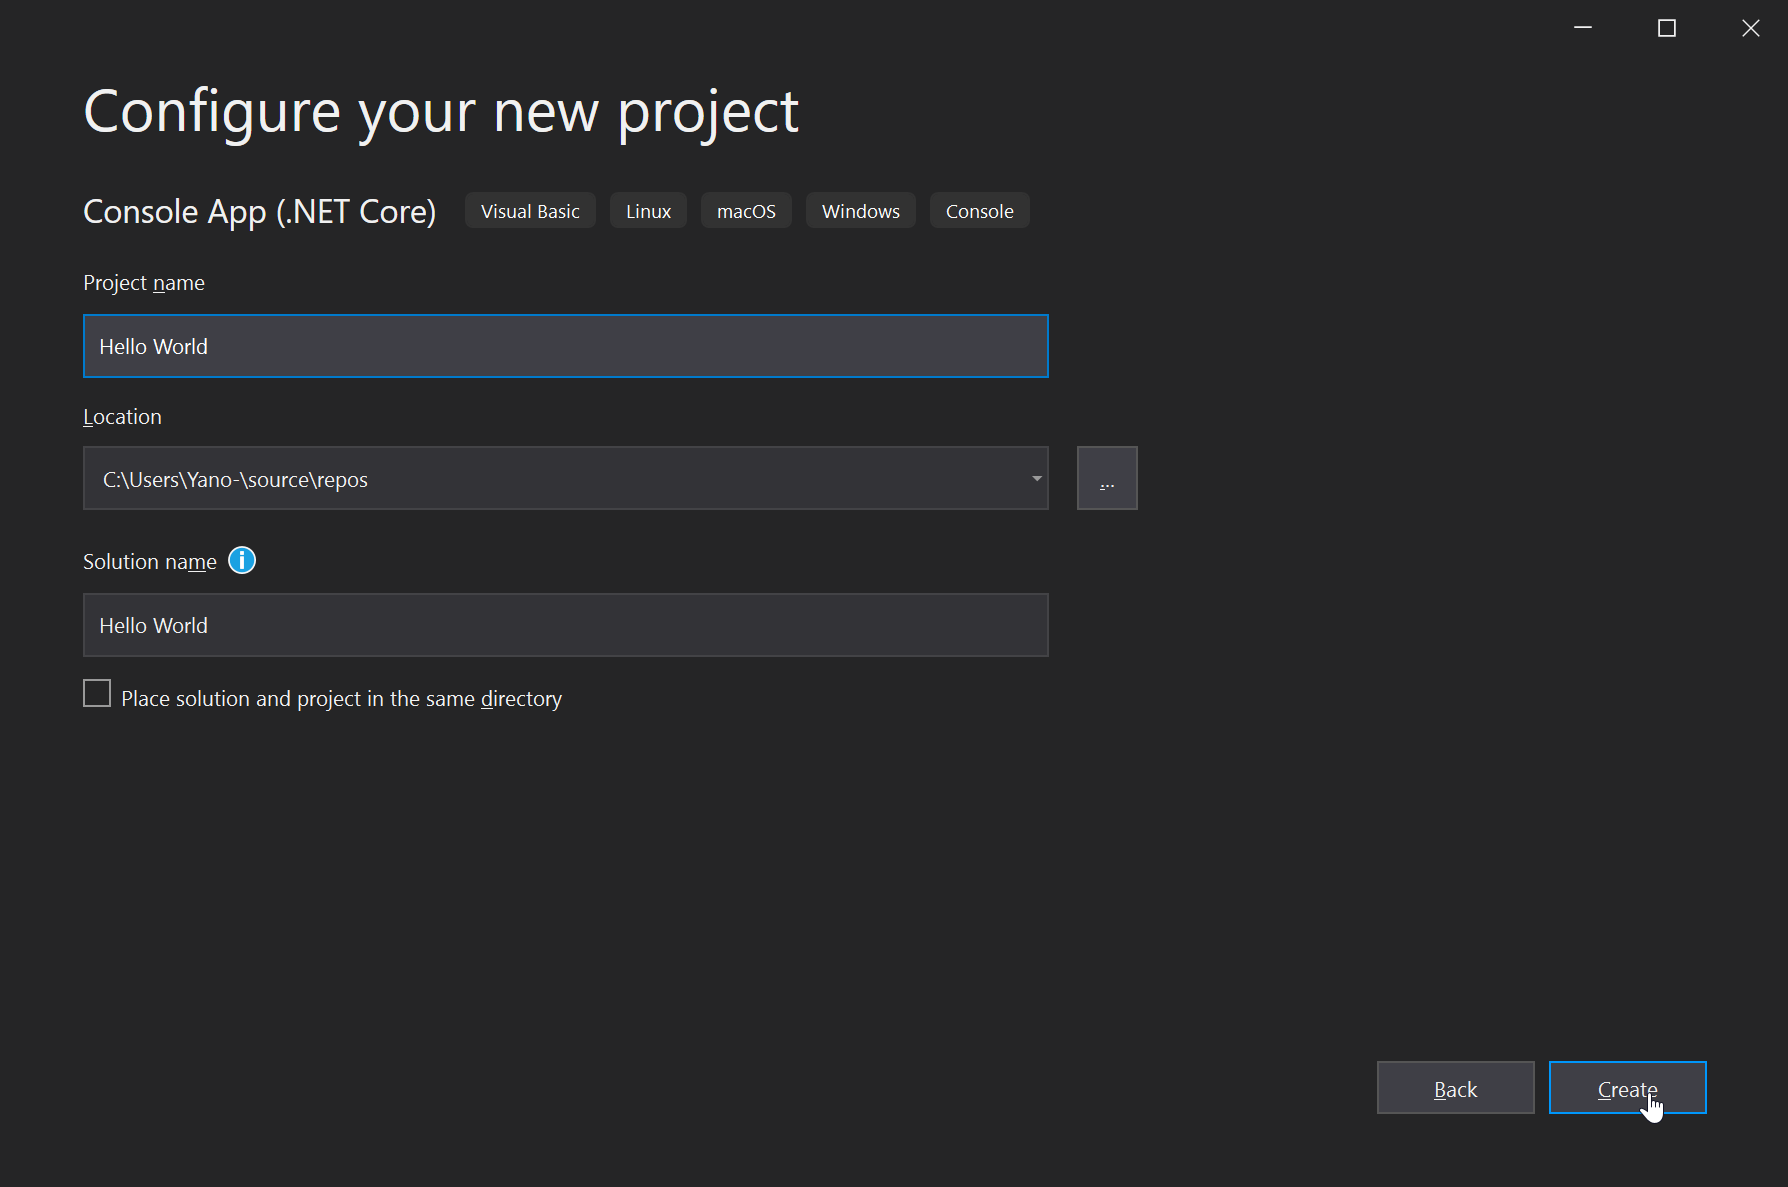 Configure your new project
Console App (.NET Core) Visual Basic Linux macOS Windows Console
Project name
Hello World
Location
C:\Users\Yano-\source\repos
...
Solution name
Hello World
Place solution and project in the same directory
Back Create